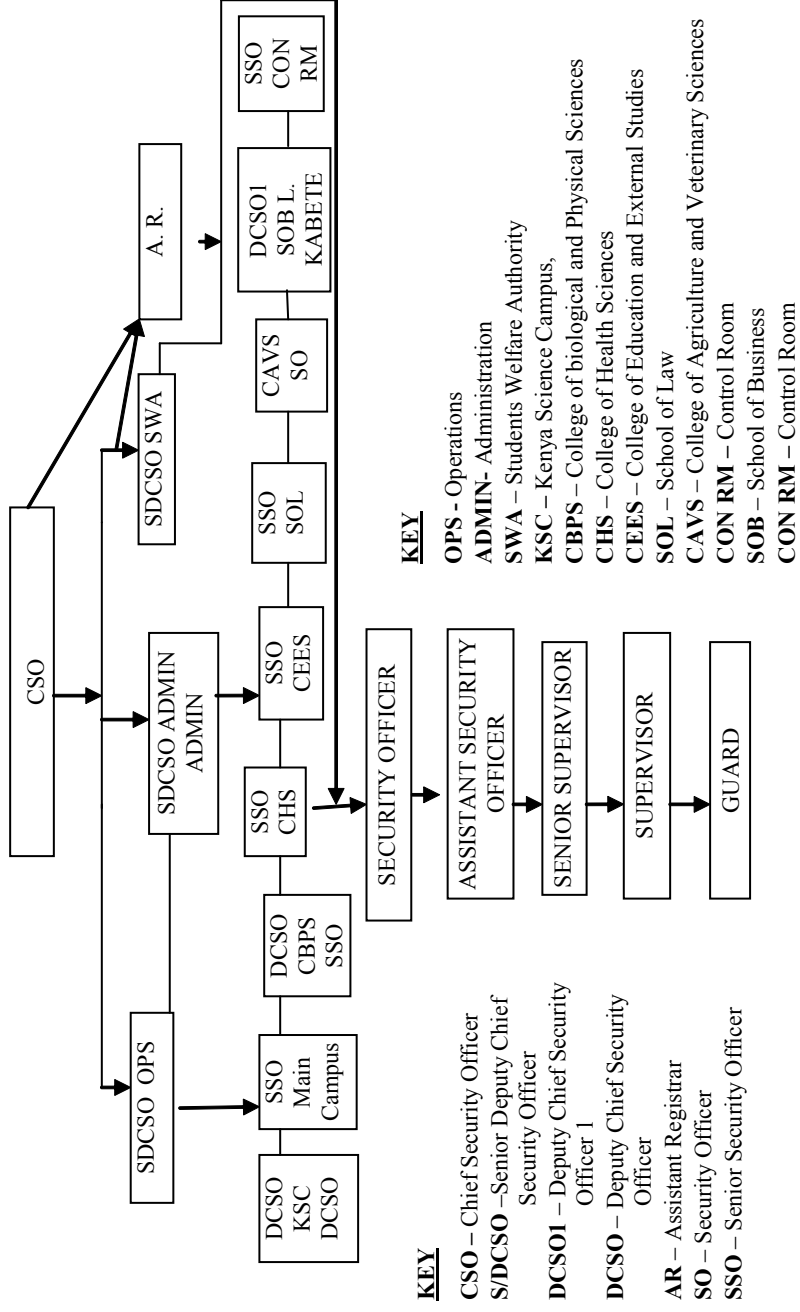 CSO
SDCSO OPS
SDCSO ADMIN
ADMIN
SDCSO SWA
A. R.
DCSO
KSC
DCSO
SSO
Main
Campus
DCSO
CBPS
SSO
SSO
CHS
SSO
CEES
SSO
SOL
CAVS
SO
DCSO1
SOB L.
KABETE
SSO
CON
RM
SECURITY OFFICER
ASSISTANT SECURITY
OFFICER
SENIOR SUPERVISOR
SUPERVISOR
GUARD
KEY
CSO – Chief Security Officer
S/DCSO –Senior Deputy Chief
Security Officer
DCSO1 – Deputy Chief Security
Officer 1
DCSO – Deputy Chief Security
Officer
AR – Assistant Registrar
SO – Security Officer
SSO – Senior Security Officer
KEY
OPS - Operations
ADMIN- Administration
SWA – Students Welfare Authority
KSC – Kenya Science Campus,
CBPS – College of biological and Physical Sciences
CHS – College of Health Sciences
CEES – College of Education and External Studies
SOL – School of Law
CAVS – College of Agriculture and Veterinary Sciences
CON RM – Control Room
SOB – School of Business
CON RM – Control Room